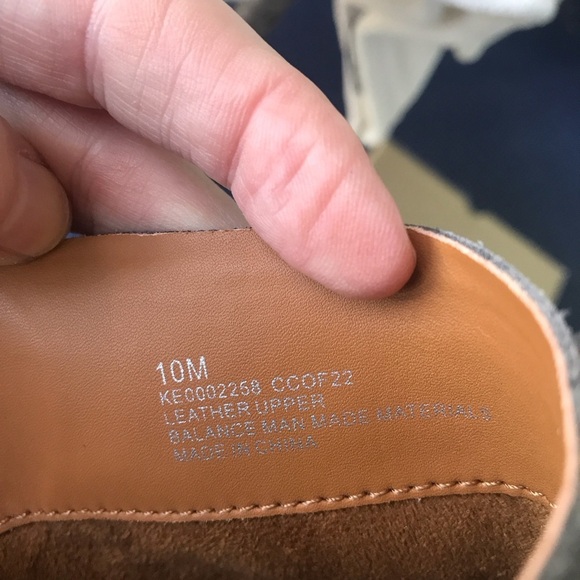 10M
KE0002258 CCOF22
LEATHER UPPER
BALANCE MAN MADE MATERIALS
MADE IN CHINA